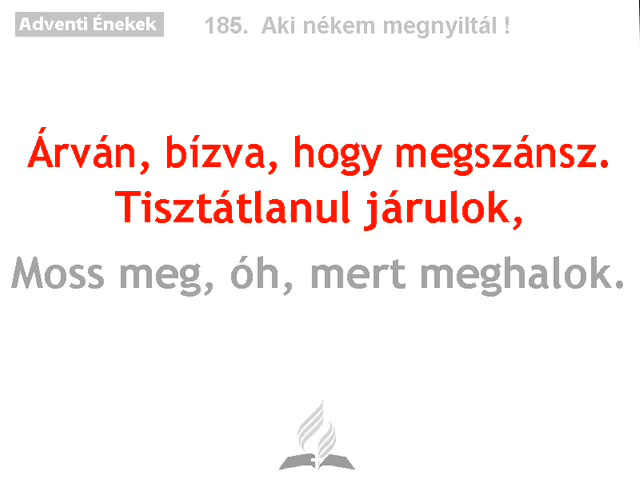 Adventi Énekek
185. Aki nékem megnyiltál !
Árván, bízva, hogy megszánsz.
Tisztátlanul járulok,
Moss meg, óh, mert meghalok.